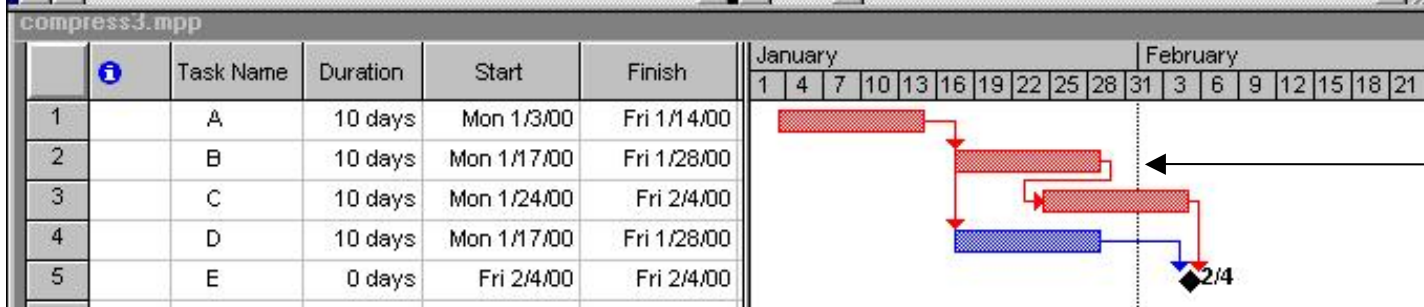 compress3.mpp
Task Name Duration Start Finish January February
1 4 7 10 13 16 19 22 25 28 31 3 6 9 12 15 18 21
1 A 10 days Mon 1/3/00 Fri 1/14/00
2 B 10 days Mon 1/17/00 Fri 1/28/00
3 C 10 days Mon 1/24/00 Fri 2/4/00
4 D 10 days Mon 1/17/00 Fri 1/28/00
5 E 0 days Fri 2/4/00 Fri 2/4/00 2/4